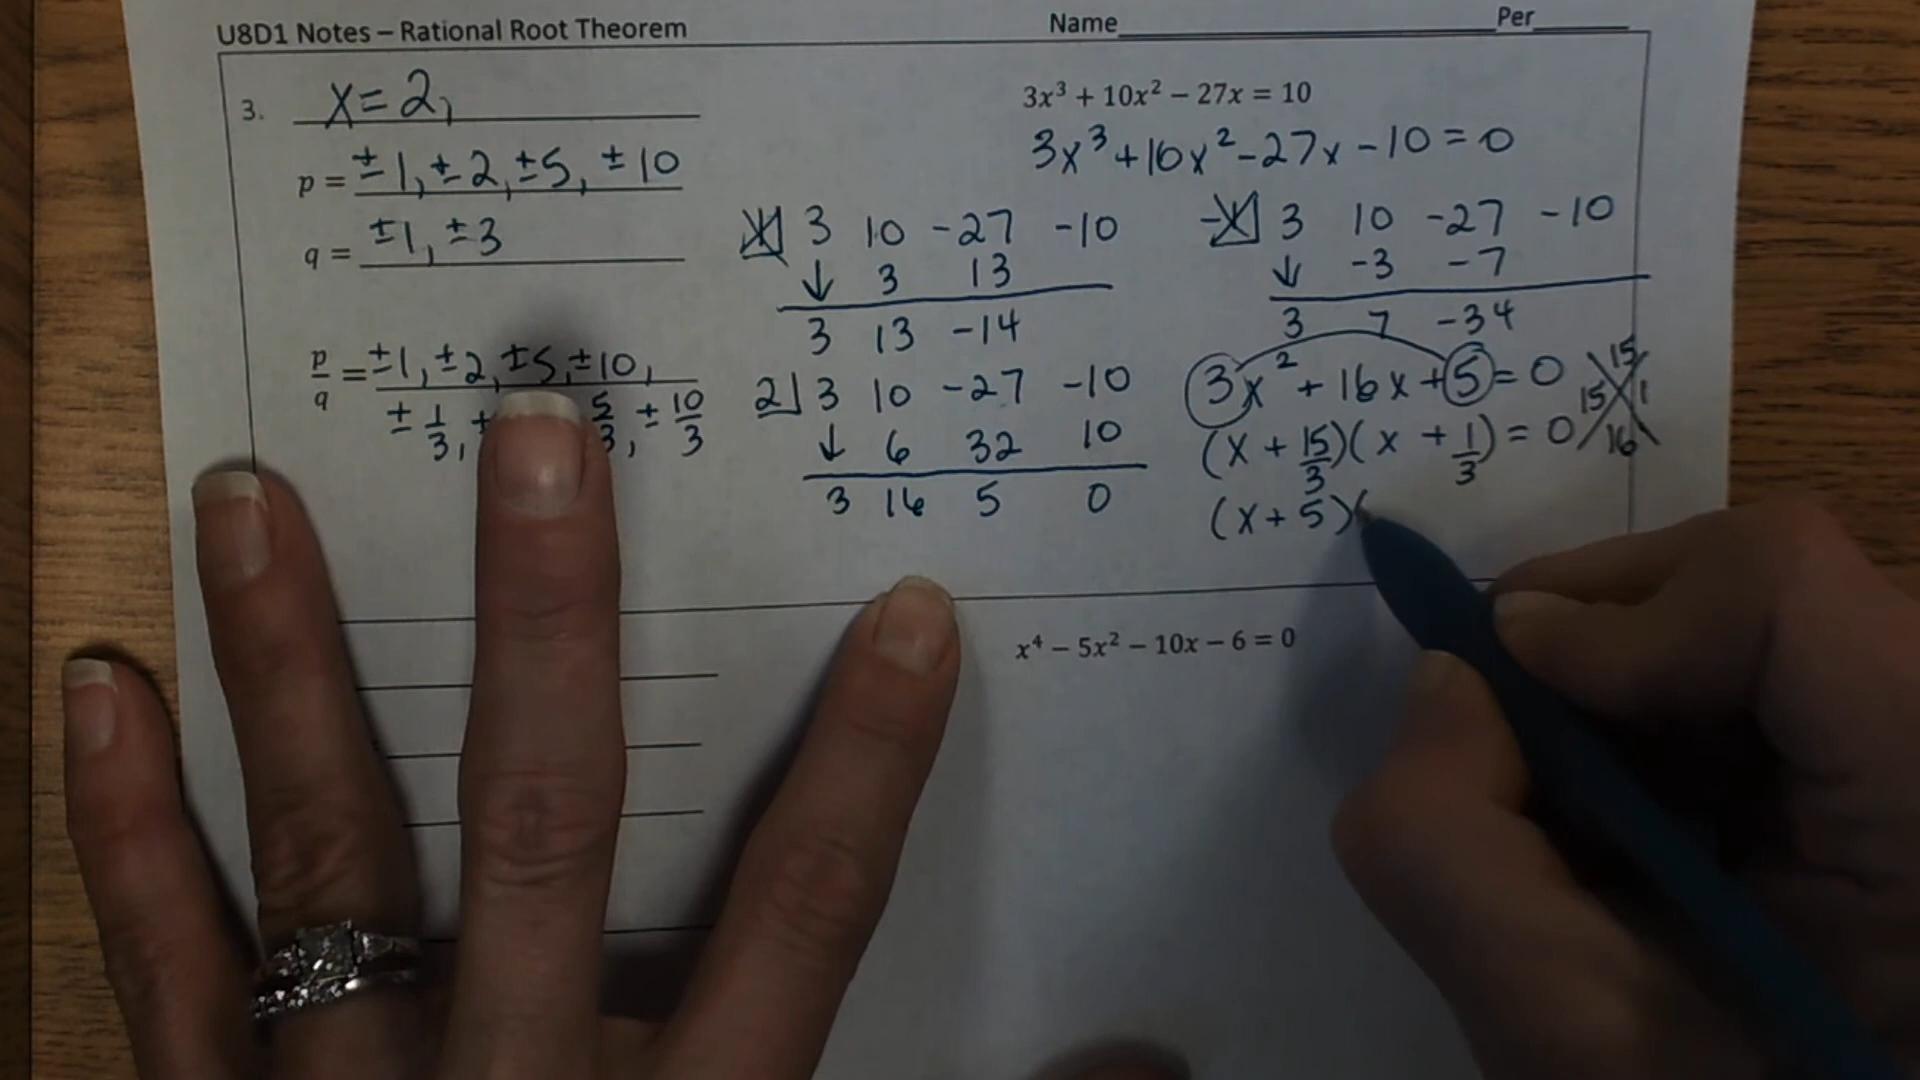 U8D1 Notes – Rational Root Theorem Name Per
3. x = 2,
3x³ + 10x² − 27x = 10
3x³ + 10x² − 27x − 10 = 0
p = ±1, ±2, ±5, ±10
q = ±1, ±3
p/q = ±1, ±2, ±5, ±10,
± 1/3, ± 5/3, ± 10/3
1| 3 10 -27 -10
↓ 3 13
3 13 -14
2| 3 10 -27 -10
↓ 6 32 10
3 16 5 0
-1| 3 10 -27 -10
↓ -3 -7
3 7 -34
3x² + 16x + 5 = 0
15
15 1
16
(x + 15/3)(x + 1/3) = 0
(x + 5)(
x⁴ − 5x² − 10x − 6 = 0